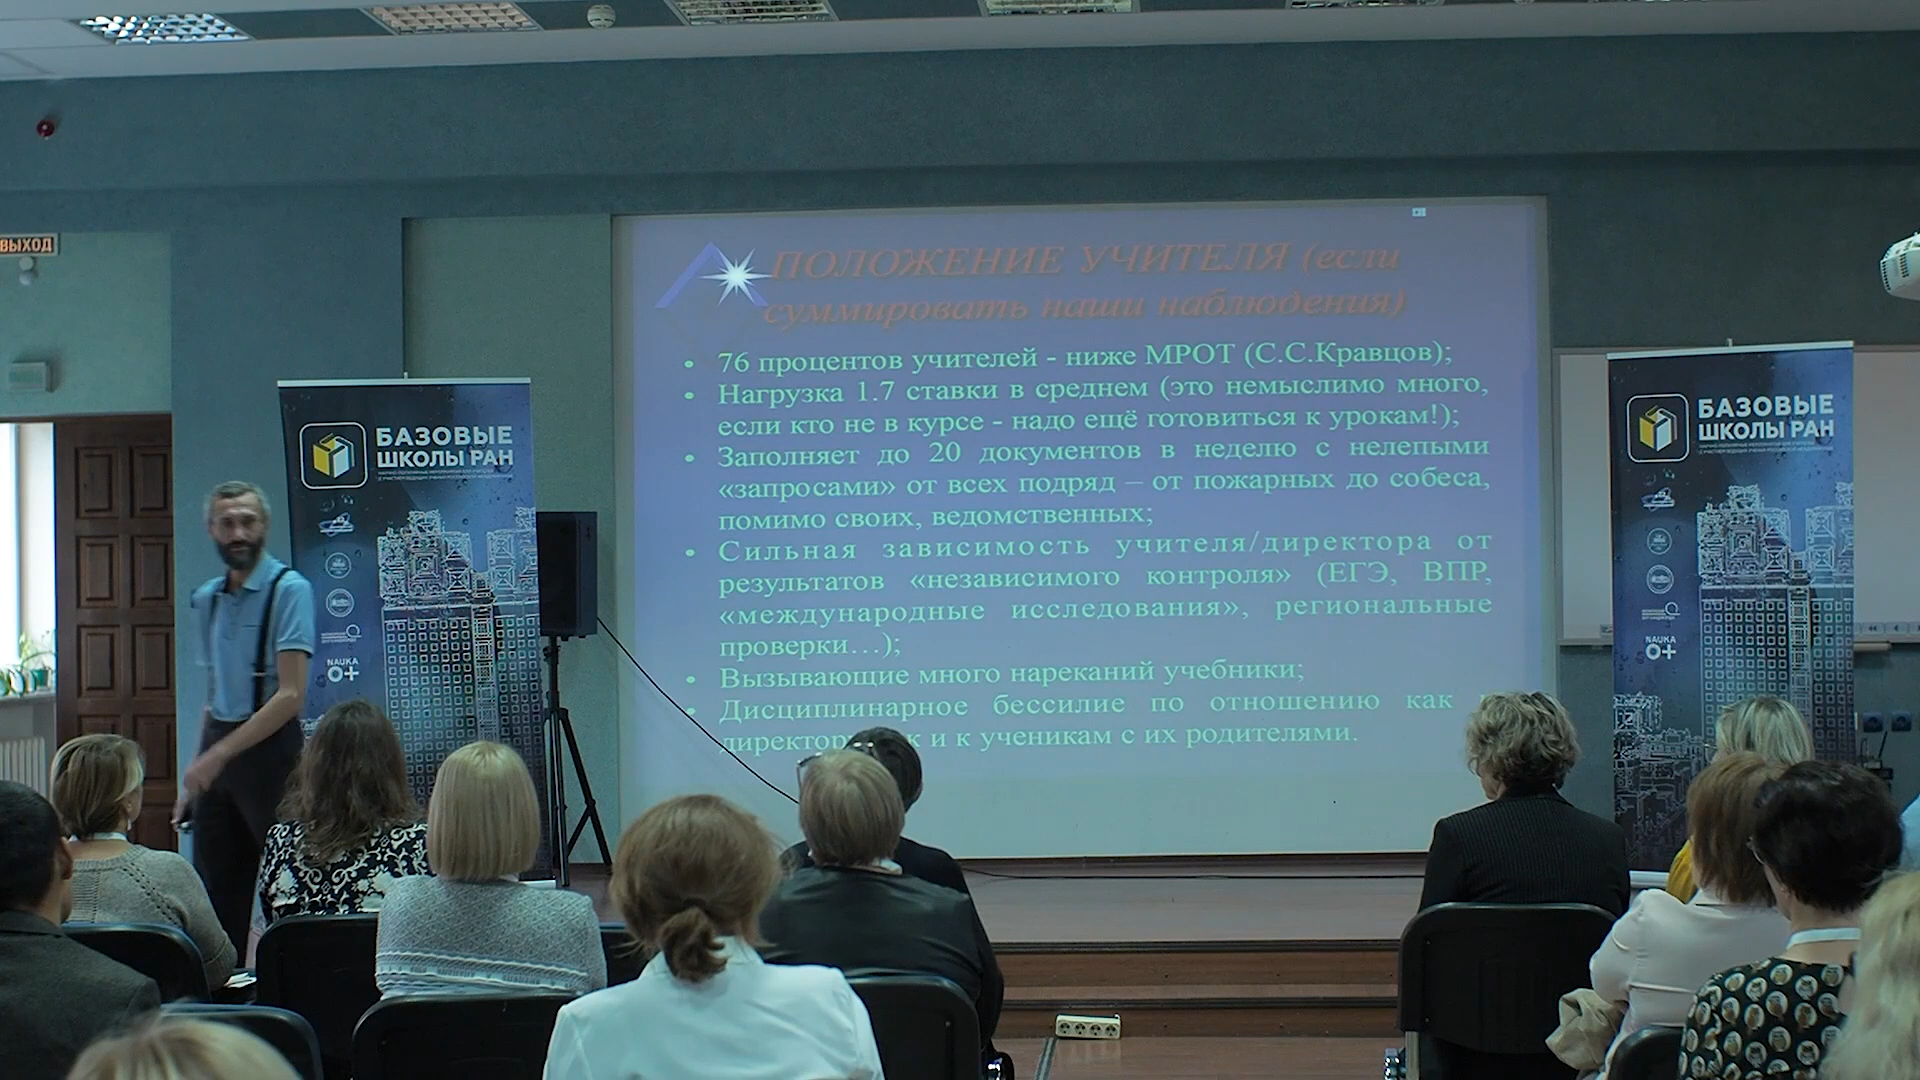 ВЫХОД
ПОЛОЖЕНИЕ УЧИТЕЛЯ (если
суммировать наши наблюдения)
• 76 процентов учителей - ниже МРОТ (С.С.Кравцов);
• Нагрузка 1.7 ставки в среднем (это немыслимо много,
если кто не в курсе - надо ещё готовиться к урокам!);
• Заполняет до 20 документов в неделю с нелепыми
«запросами» от всех подряд – от пожарных до собеса,
помимо своих, ведомственных;
• Сильная зависимость учителя/директора от
результатов «независимого контроля» (ЕГЭ, ВПР,
«международные исследования», региональные
проверки…);
• Вызывающие много нареканий учебники;
• Дисциплинарное бессилие по отношению как
и к ученикам с их родителями.
БАЗОВЫЕ
ШКОЛЫ РАН
NAUKA
0+
БАЗОВЫЕ
ШКОЛЫ РАН
NAUKA
0+